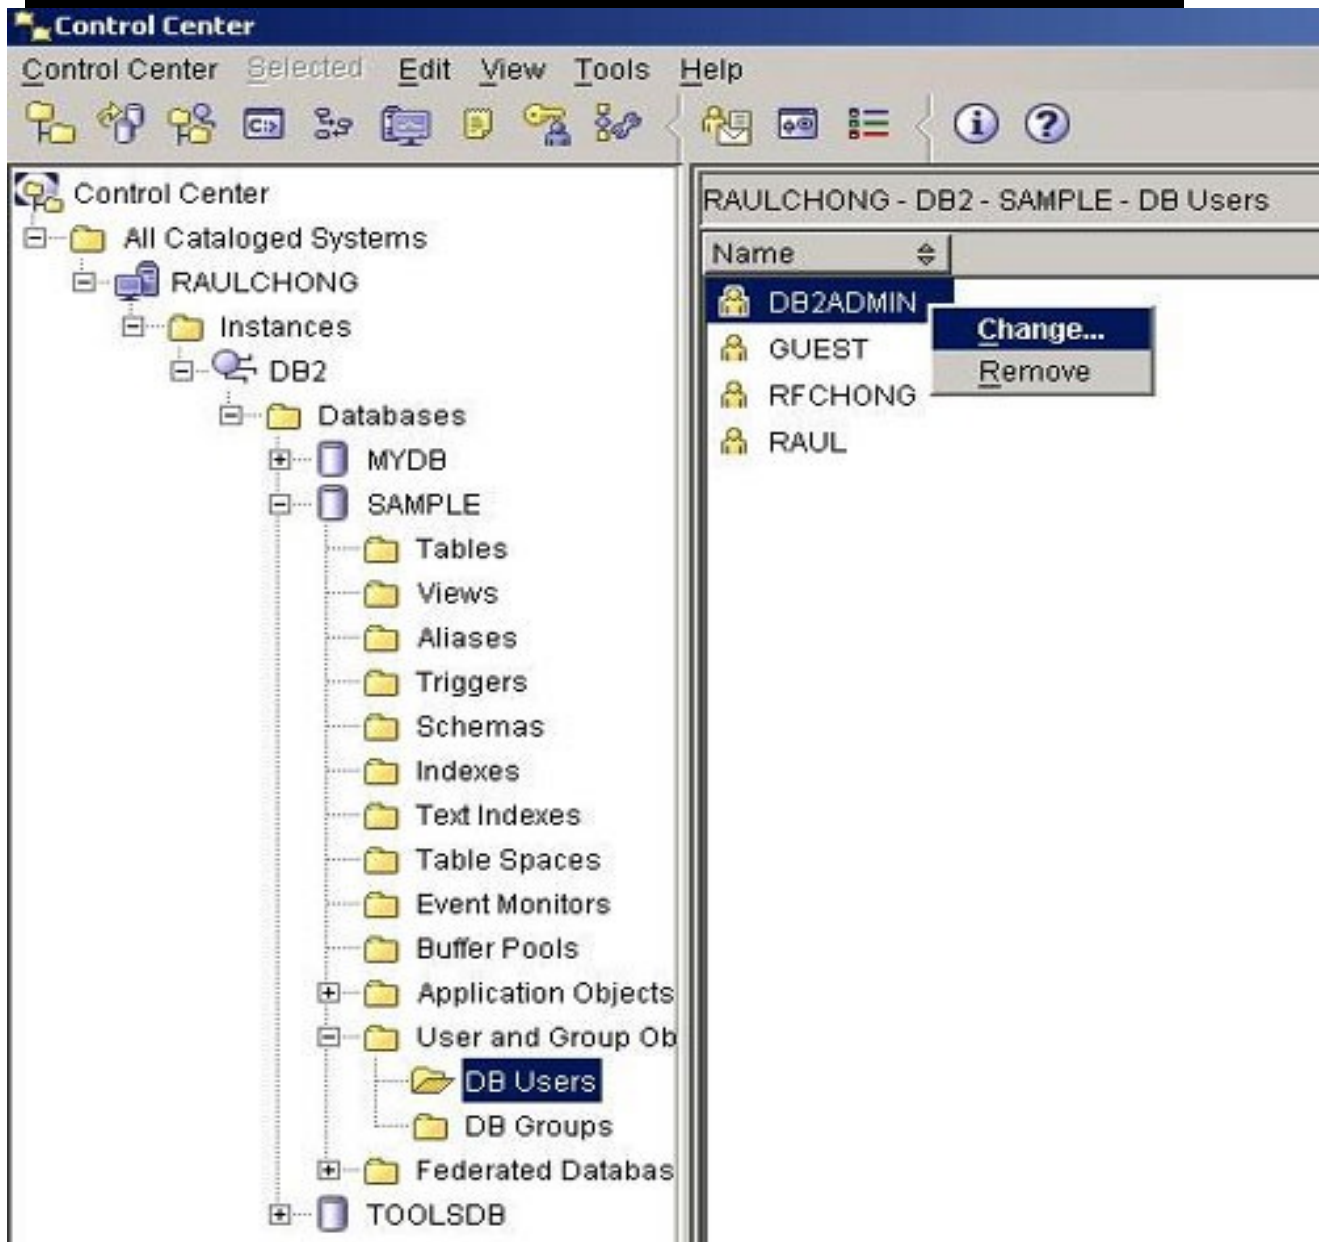 Control Center
Control Center Selected Edit View Tools Help
C:\>
i ?
Control Center
All Cataloged Systems
RAULCHONG
Instances
DB2
Databases
MYDB
SAMPLE
Tables
Views
Aliases
Triggers
Schemas
Indexes
Text Indexes
Table Spaces
Event Monitors
Buffer Pools
Application Objects
User and Group Ob
DB Users
DB Groups
Federated Databas
TOOLSDB
RAULCHONG - DB2 - SAMPLE - DB Users
Name
DB2ADMIN
GUEST
RFCHONG
RAUL
Change...
Remove